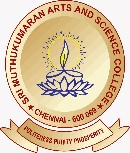 SRI MUTHUKUMARAN ARTS AND SCIENCE COLLEGE
CHENNAI - 600 069
POLITENESS PURITY PROSPERITY